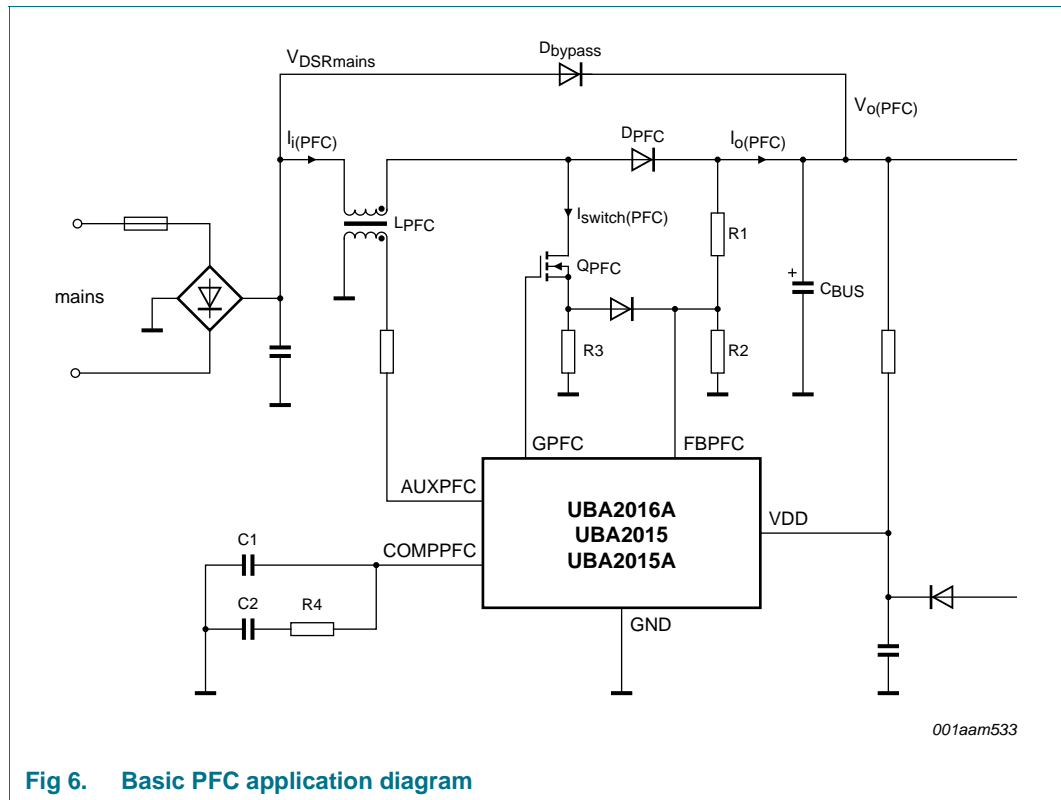 Dbypass
VDSRmains
Vo(PFC)
Ii(PFC)
DPFC
Io(PFC)
LPFC
Iswitch(PFC)
R1
QPFC
mains
+
CBUS
R3
R2
GPFC
FBPFC
AUXPFC
UBA2016A
VDD
UBA2015
COMPPFC
UBA2015A
C1
C2
R4
GND
001aam533
Fig 6. Basic PFC application diagram